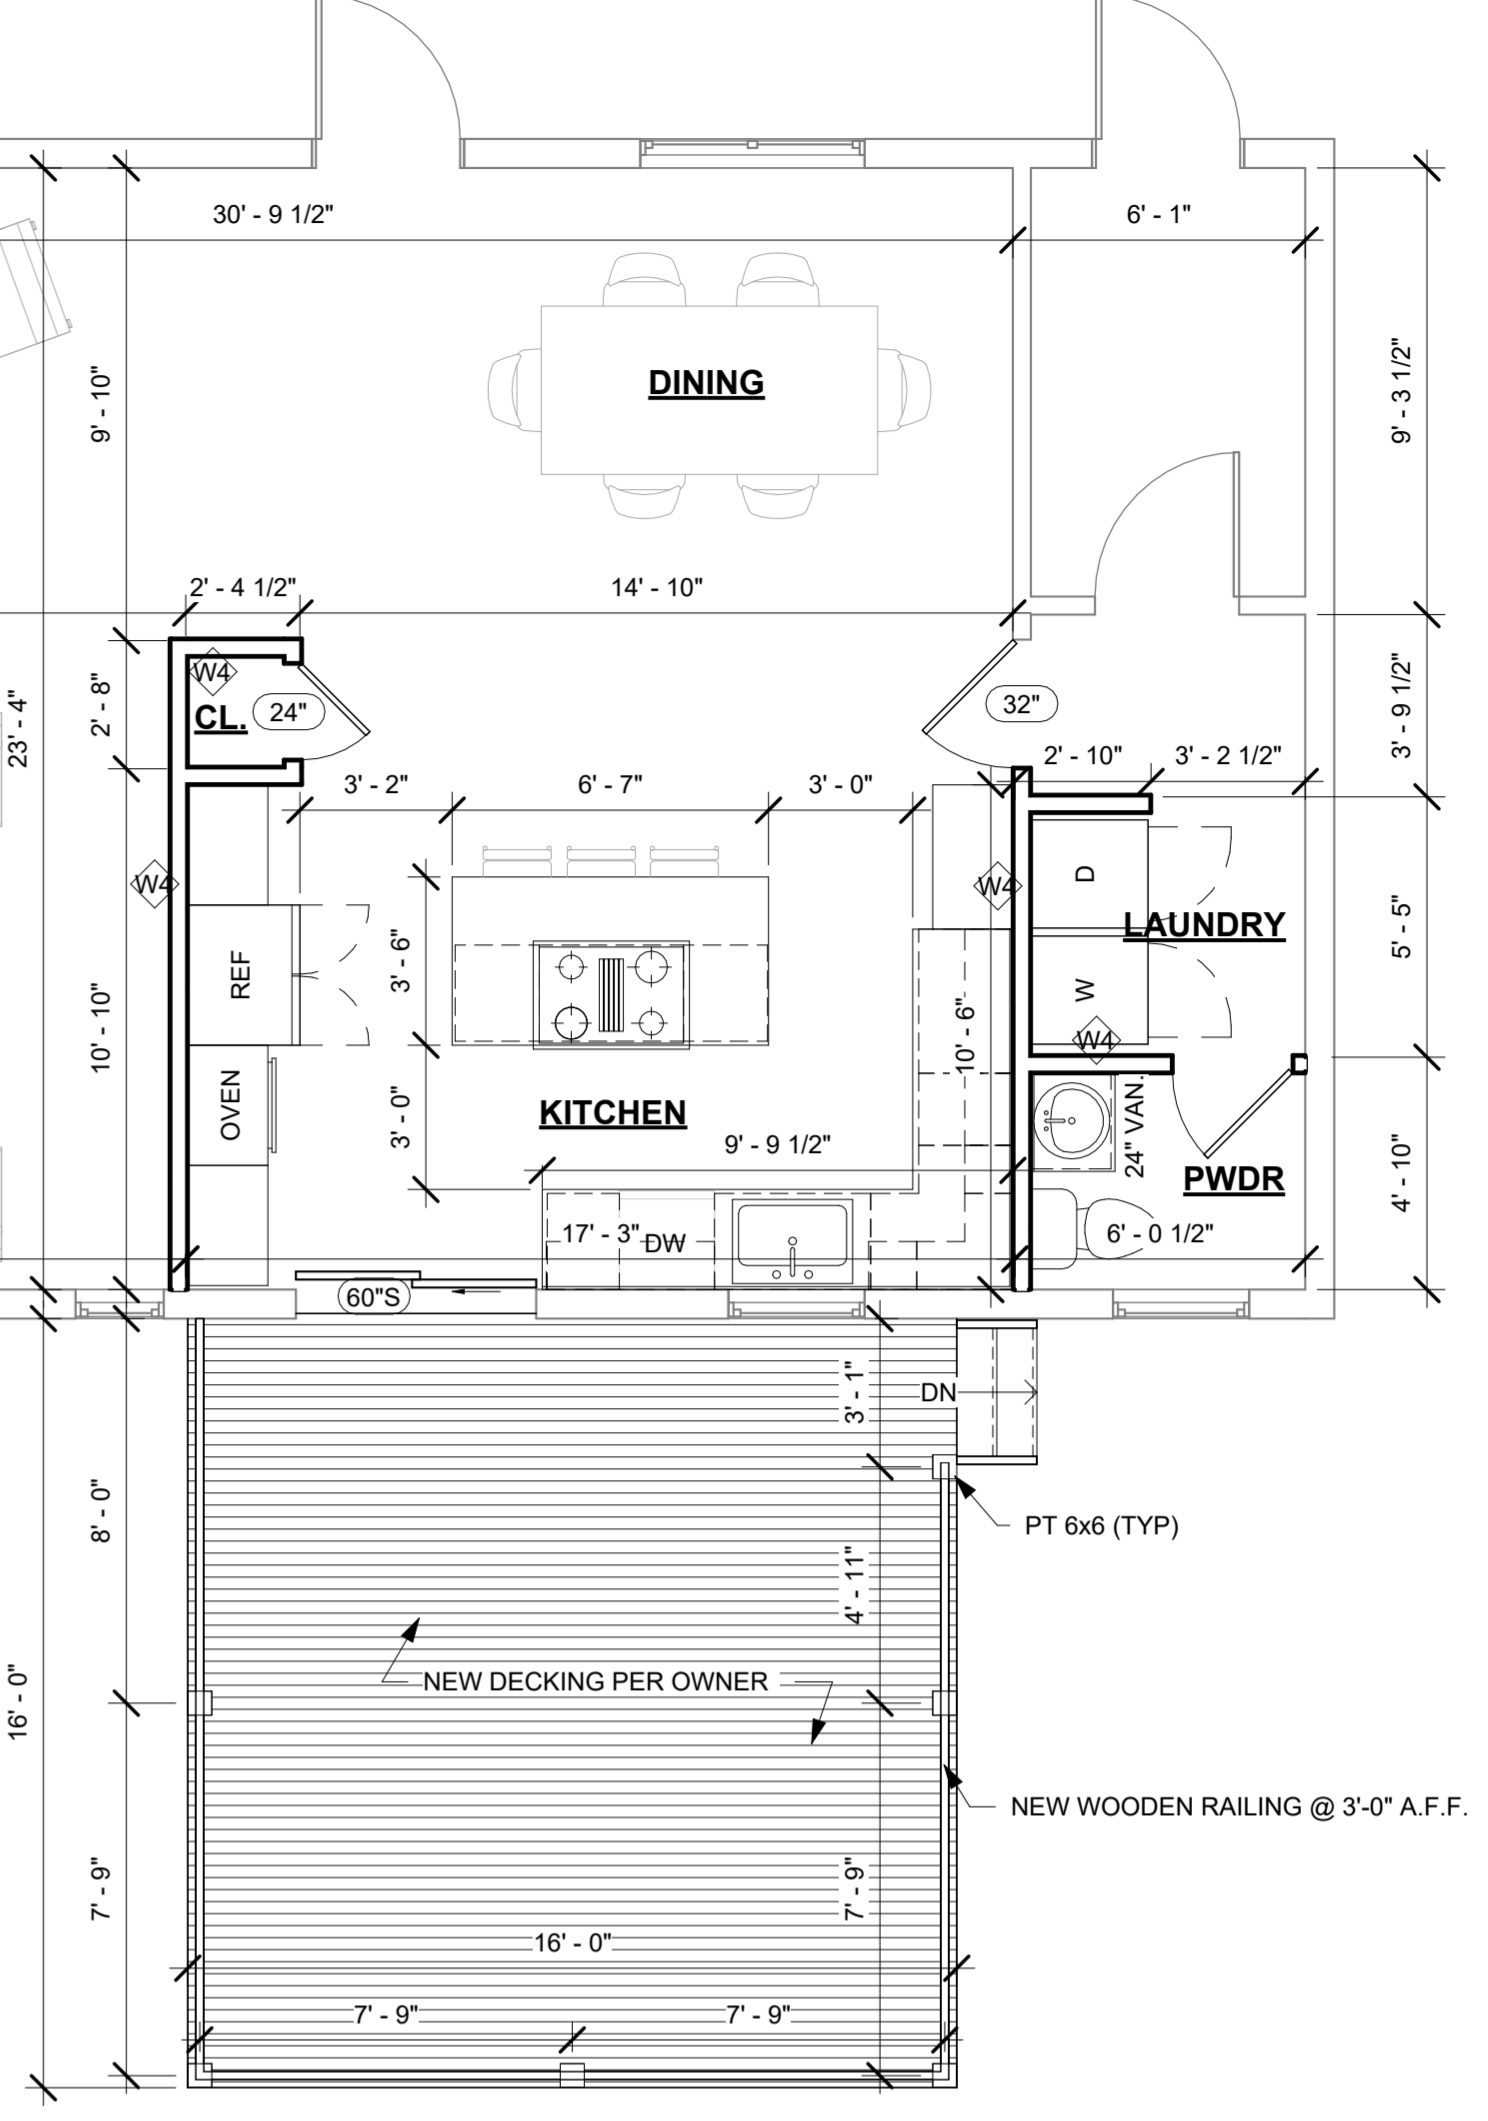 30' - 9 1/2"
6' - 1"
9' - 10"
DINING
9' - 3 1/2"
2' - 4 1/2"
14' - 10"
23' - 4"
2' - 8"
W4
CL.
24"
32"
3' - 9 1/2"
2' - 10"
3' - 2 1/2"
3' - 2"
6' - 7"
3' - 0"
W4
W4
D
LAUNDRY
5' - 5"
REF
3' - 6"
W
10' - 10"
10' - 6"
W4
OVEN
3' - 0"
KITCHEN
9' - 9 1/2"
24" VAN.
PWDR
4' - 10"
17' - 3"
DW
6' - 0 1/2"
60"S
3' - 1"
DN
8' - 0"
PT 6x6 (TYP)
4' - 11"
NEW DECKING PER OWNER
16' - 0"
NEW WOODEN RAILING @ 3'-0" A.F.F.
7' - 9"
7' - 9"
16' - 0"
7' - 9"
7' - 9"